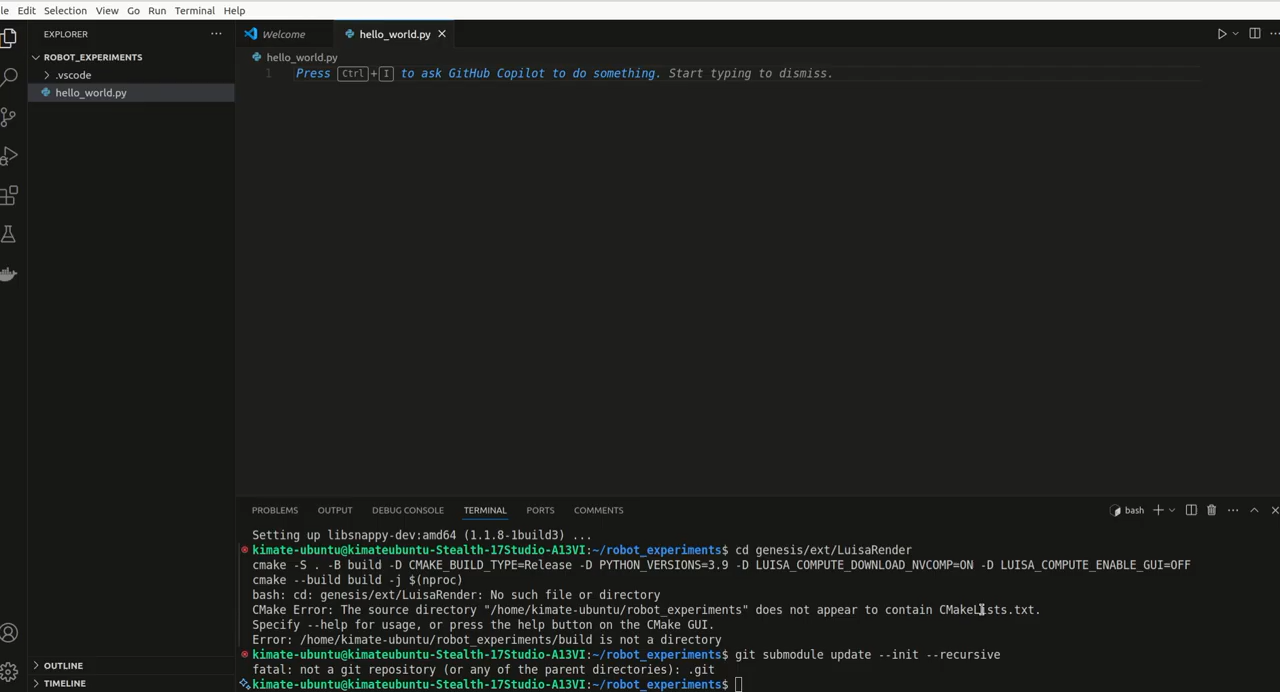 le Edit Selection View Go Run Terminal Help
EXPLORER
Welcome
hello_world.py
ROBOT_EXPERIMENTS
.vscode
hello_world.py
hello_world.py
1
Press Ctrl+I to ask GitHub Copilot to do something. Start typing to dismiss.
PROBLEMS OUTPUT DEBUG CONSOLE TERMINAL PORTS COMMENTS
bash
Setting up libsnappy-dev:amd64 (1.1.8-1build3) ...
kimate-ubuntu@kimateubuntu-Stealth-17Studio-A13VI:~/robot_experiments$ cd genesis/ext/LuisaRender
cmake -S . -B build -D CMAKE_BUILD_TYPE=Release -D PYTHON_VERSIONS=3.9 -D LUISA_COMPUTE_DOWNLOAD_NVCOMP=ON -D LUISA_COMPUTE_ENABLE_GUI=OFF
cmake --build build -j $(nproc)
bash: cd: genesis/ext/LuisaRender: No such file or directory
CMake Error: The source directory "/home/kimate-ubuntu/robot_experiments" does not appear to contain CMakeLists.txt.
Specify --help for usage, or press the help button on the CMake GUI.
Error: /home/kimate-ubuntu/robot_experiments/build is not a directory
kimate-ubuntu@kimateubuntu-Stealth-17Studio-A13VI:~/robot_experiments$ git submodule update --init --recursive
fatal: not a git repository (or any of the parent directories): .git
kimate-ubuntu@kimateubuntu-Stealth-17Studio-A13VI:~/robot_experiments$
OUTLINE
TIMELINE